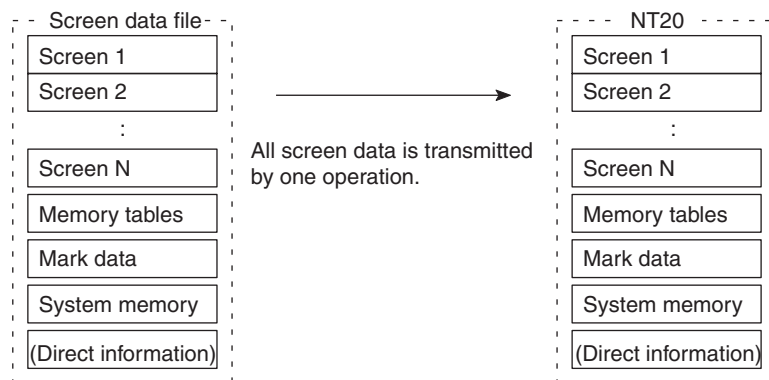 Screen data file
Screen 1
Screen 2
:
Screen N
Memory tables
Mark data
System memory
(Direct information)
All screen data is transmitted
by one operation.
NT20
Screen 1
Screen 2
:
Screen N
Memory tables
Mark data
System memory
(Direct information)